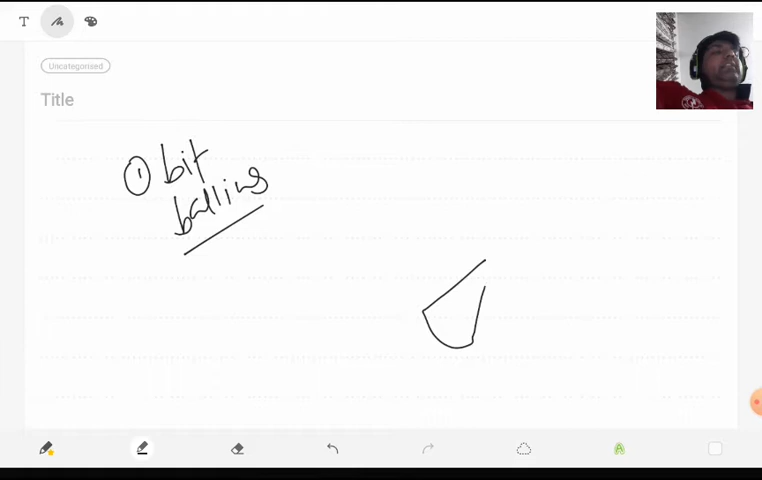 T
Uncategorised
Title
① bit
balling
A